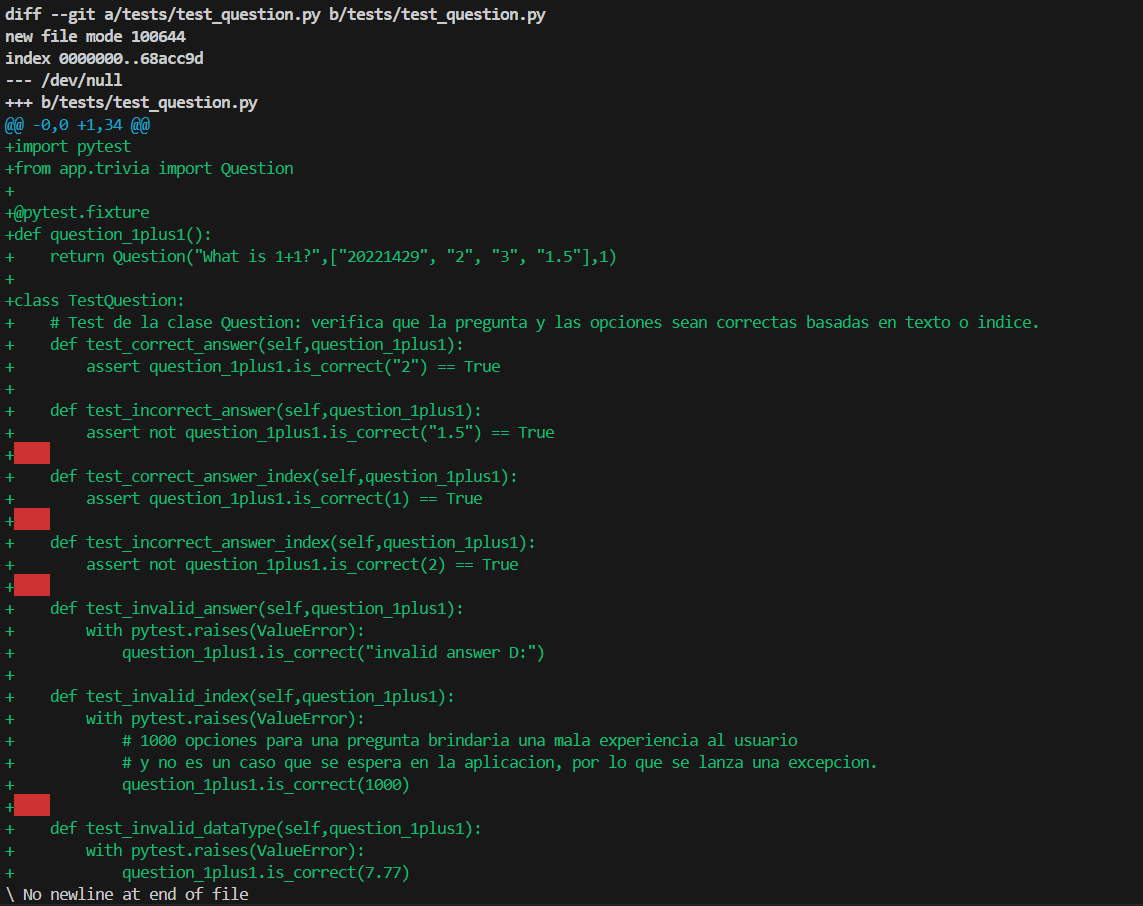 diff --git a/tests/test_question.py b/tests/test_question.py
new file mode 100644
index 0000000..68acc9d
--- /dev/null
+++ b/tests/test_question.py
@@ -0,0 +1,34 @@
+import pytest
+from app.trivia import Question
+
+@pytest.fixture
+def question_1plus1():
+    return Question("What is 1+1?",["20221429", "2", "3", "1.5"],1)
+
+class TestQuestion:
+    # Test de la clase Question: verifica que la pregunta y las opciones sean correctas basadas en texto o indice.
+    def test_correct_answer(self,question_1plus1):
+        assert question_1plus1.is_correct("2") == True
+
+    def test_incorrect_answer(self,question_1plus1):
+        assert not question_1plus1.is_correct("1.5") == True
+
+    def test_correct_answer_index(self,question_1plus1):
+        assert question_1plus1.is_correct(1) == True
+
+    def test_incorrect_answer_index(self,question_1plus1):
+        assert not question_1plus1.is_correct(2) == True
+
+    def test_invalid_answer(self,question_1plus1):
+        with pytest.raises(ValueError):
+            question_1plus1.is_correct("invalid answer D:")
+
+    def test_invalid_index(self,question_1plus1):
+        with pytest.raises(ValueError):
+            # 1000 opciones para una pregunta brindaria una mala experiencia al usuario
+            # y no es un caso que se espera en la aplicacion, por lo que se lanza una excepcion.
+            question_1plus1.is_correct(1000)
+
+    def test_invalid_dataType(self,question_1plus1):
+        with pytest.raises(ValueError):
+            question_1plus1.is_correct(7.77)
\ No newline at end of file